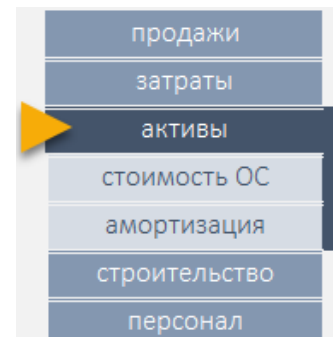 продажи
затраты
активы
стоимость ОС
амортизация
строительство
персонал